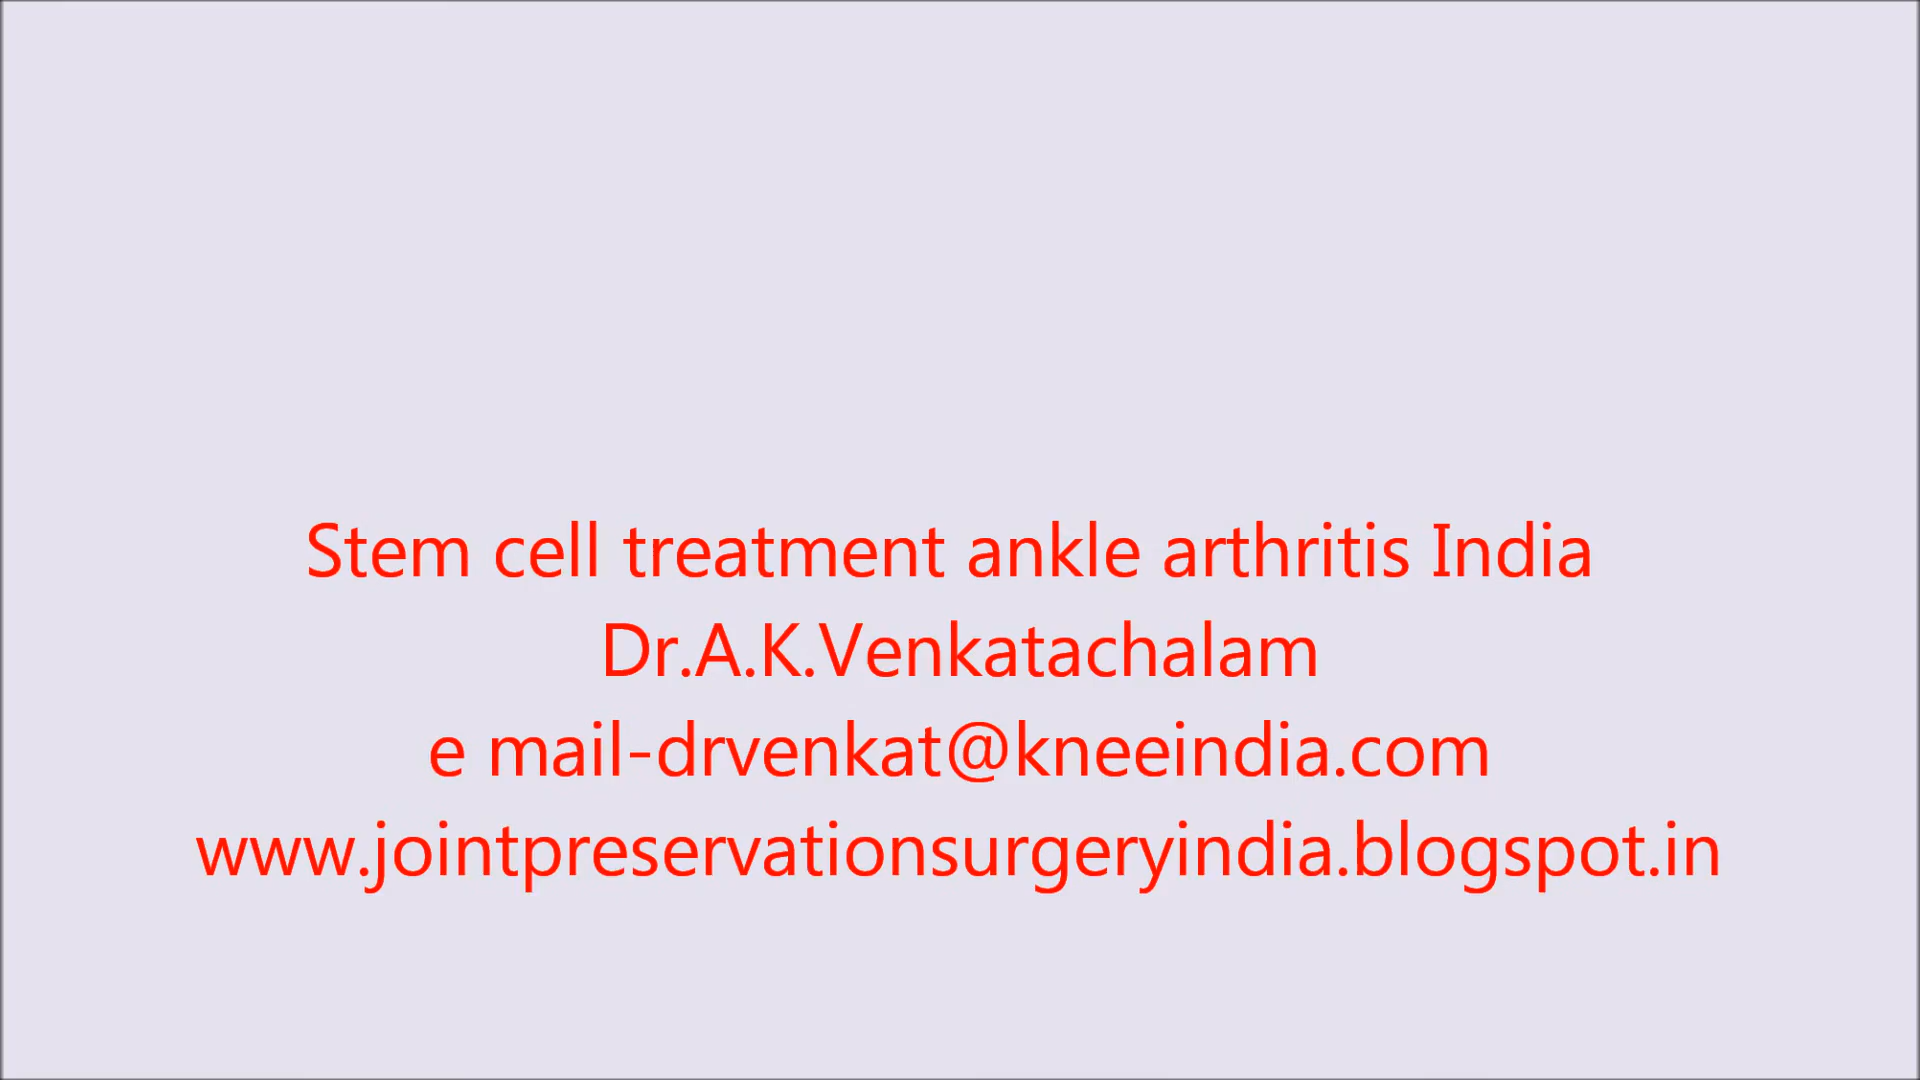 Stem cell treatment ankle arthritis India
Dr.A.K.Venkatachalam
e mail-drvenkat@kneeindia.com
www.jointpreservationsurgeryindia.blogspot.in